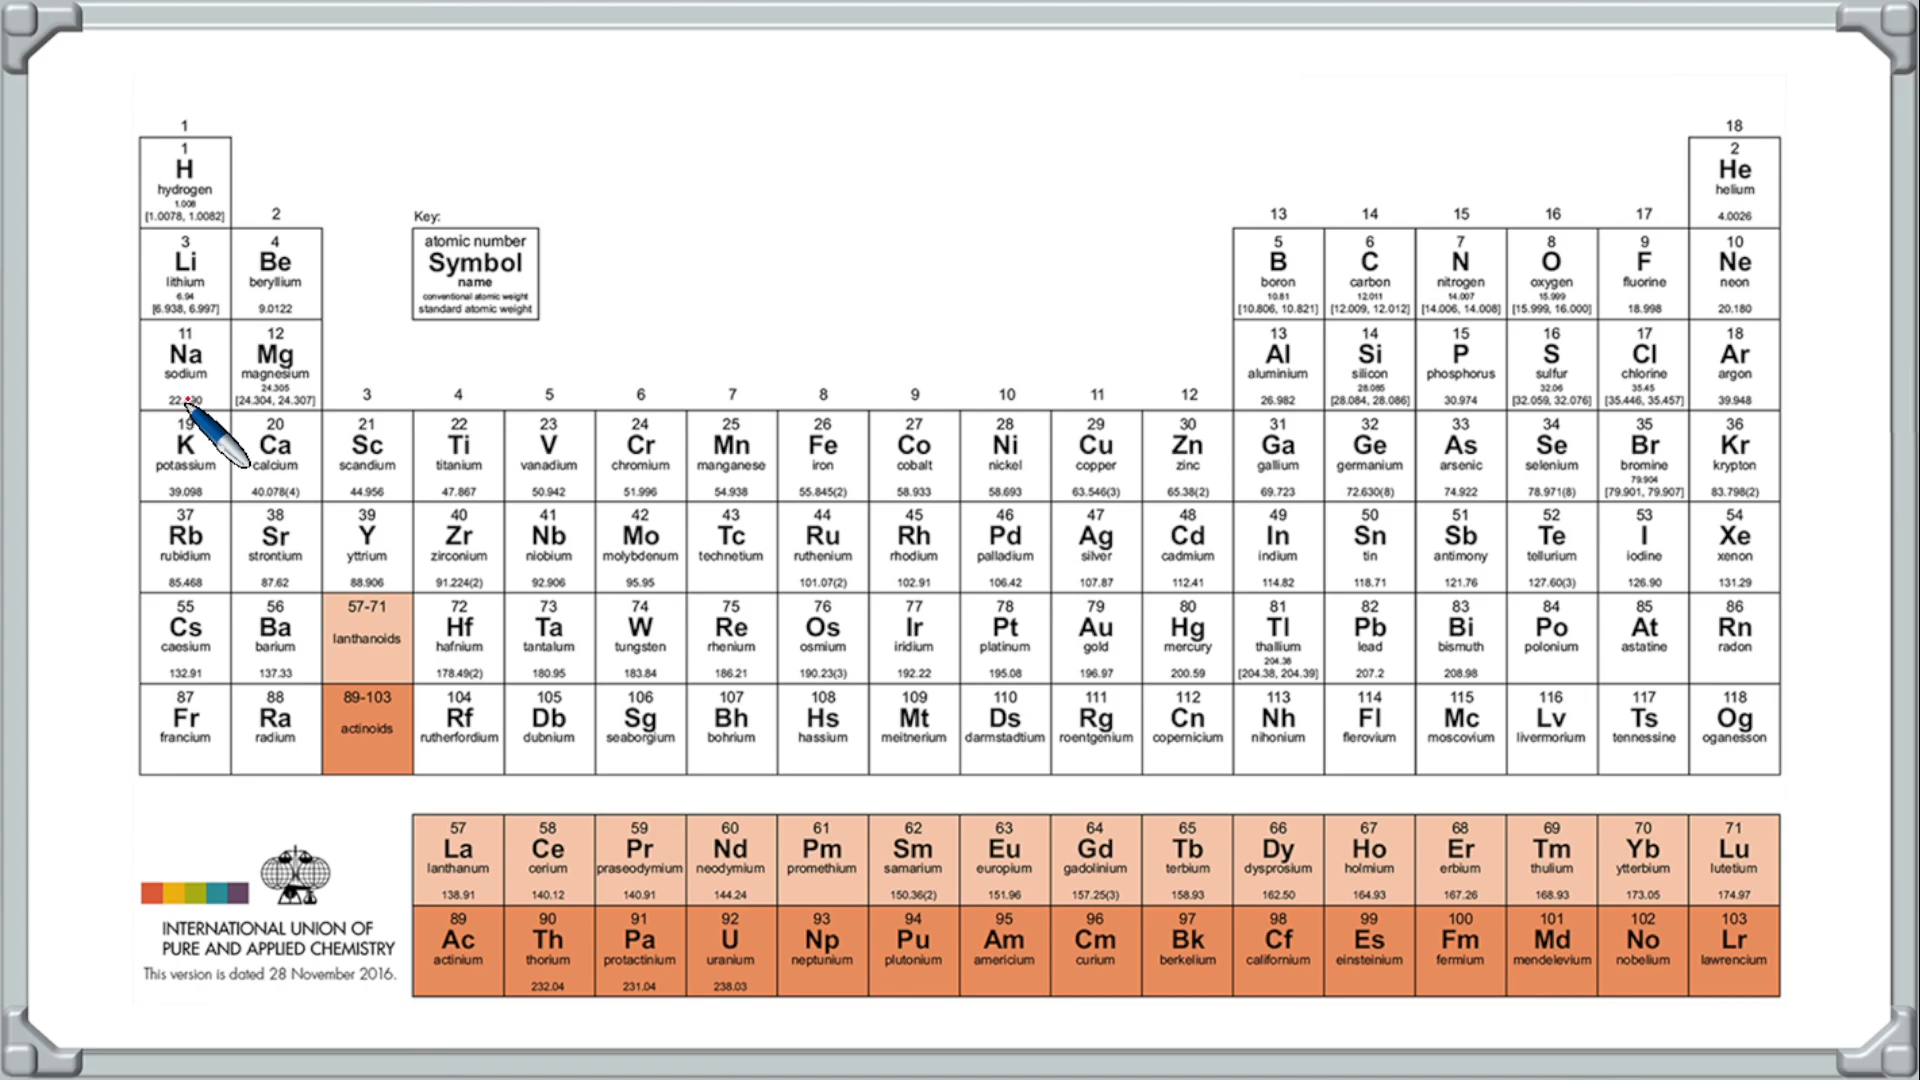 1
18
1
H
hydrogen
1.008
[1.0078, 1.0082]
2
He
helium
4.0026
2
Key:
atomic number
Symbol
name
conventional atomic weight
standard atomic weight
13 14 15 16 17
3 4 5 6 7 8 9 10
Li Be B C N O F Ne
lithium beryllium boron carbon nitrogen oxygen fluorine neon
6.94 10.81 12.011 14.007 15.999
[6.938, 6.997] 9.0122 [10.806, 10.821] [12.009, 12.012] [14.006, 14.008] [15.999, 16.000] 18.998 20.180
11 12 13 14 15 16 17 18
Na Mg Al Si P S Cl Ar
sodium magnesium aluminium silicon phosphorus sulfur chlorine argon
24.305 28.085 32.06 35.45
[24.304, 24.307] 26.982 [28.084, 28.086] 30.974 [32.059, 32.076] [35.446, 35.457] 39.948
3 4 5 6 7 8 9 10 11 12
19 20 21 22 23 24 25 26 27 28 29 30 31 32 33 34 35 36
K Ca Sc Ti V Cr Mn Fe Co Ni Cu Zn Ga Ge As Se Br Kr
potassium calcium scandium titanium vanadium chromium manganese iron cobalt nickel copper zinc gallium germanium arsenic selenium bromine krypton
79.904
39.098 40.078(4) 44.956 47.867 50.942 51.996 54.938 55.845(2) 58.933 58.693 63.546(3) 65.38(2) 69.723 72.630(8) 74.922 78.971(8) [79.901, 79.907] 83.798(2)
37 38 39 40 41 42 43 44 45 46 47 48 49 50 51 52 53 54
Rb Sr Y Zr Nb Mo Tc Ru Rh Pd Ag Cd In Sn Sb Te I Xe
rubidium strontium yttrium zirconium niobium molybdenum technetium ruthenium rhodium palladium silver cadmium indium tin antimony tellurium iodine xenon
85.468 87.62 88.906 91.224(2) 92.906 95.95 101.07(2) 102.91 106.42 107.87 112.41 114.82 118.71 121.76 127.60(3) 126.90 131.29
55 56 57-71 72 73 74 75 76 77 78 79 80 81 82 83 84 85 86
Cs Ba lanthanoids Hf Ta W Re Os Ir Pt Au Hg Tl Pb Bi Po At Rn
caesium barium hafnium tantalum tungsten rhenium osmium iridium platinum gold mercury thallium lead bismuth polonium astatine radon
204.38
132.91 137.33 178.49(2) 180.95 183.84 186.21 190.23(3) 192.22 195.08 196.97 200.59 [204.38, 204.39] 207.2 208.98
87 88 89-103 104 105 106 107 108 109 110 111 112 113 114 115 116 117 118
Fr Ra actinoids Rf Db Sg Bh Hs Mt Ds Rg Cn Nh Fl Mc Lv Ts Og
francium radium rutherfordium dubnium seaborgium bohrium hassium meitnerium darmstadtium roentgenium copernicium nihonium flerovium moscovium livermorium tennessine oganesson
57 58 59 60 61 62 63 64 65 66 67 68 69 70 71
La Ce Pr Nd Pm Sm Eu Gd Tb Dy Ho Er Tm Yb Lu
lanthanum cerium praseodymium neodymium promethium samarium europium gadolinium terbium dysprosium holmium erbium thulium ytterbium lutetium
138.91 140.12 140.91 144.24 150.36(2) 151.96 157.25(3) 158.93 162.50 164.93 167.26 168.93 173.05 174.97
89 90 91 92 93 94 95 96 97 98 99 100 101 102 103
Ac Th Pa U Np Pu Am Cm Bk Cf Es Fm Md No Lr
actinium thorium protactinium uranium neptunium plutonium americium curium berkelium californium einsteinium fermium mendelevium nobelium lawrencium
232.04 231.04 238.03
INTERNATIONAL UNION OF
PURE AND APPLIED CHEMISTRY
This version is dated 28 November 2016.